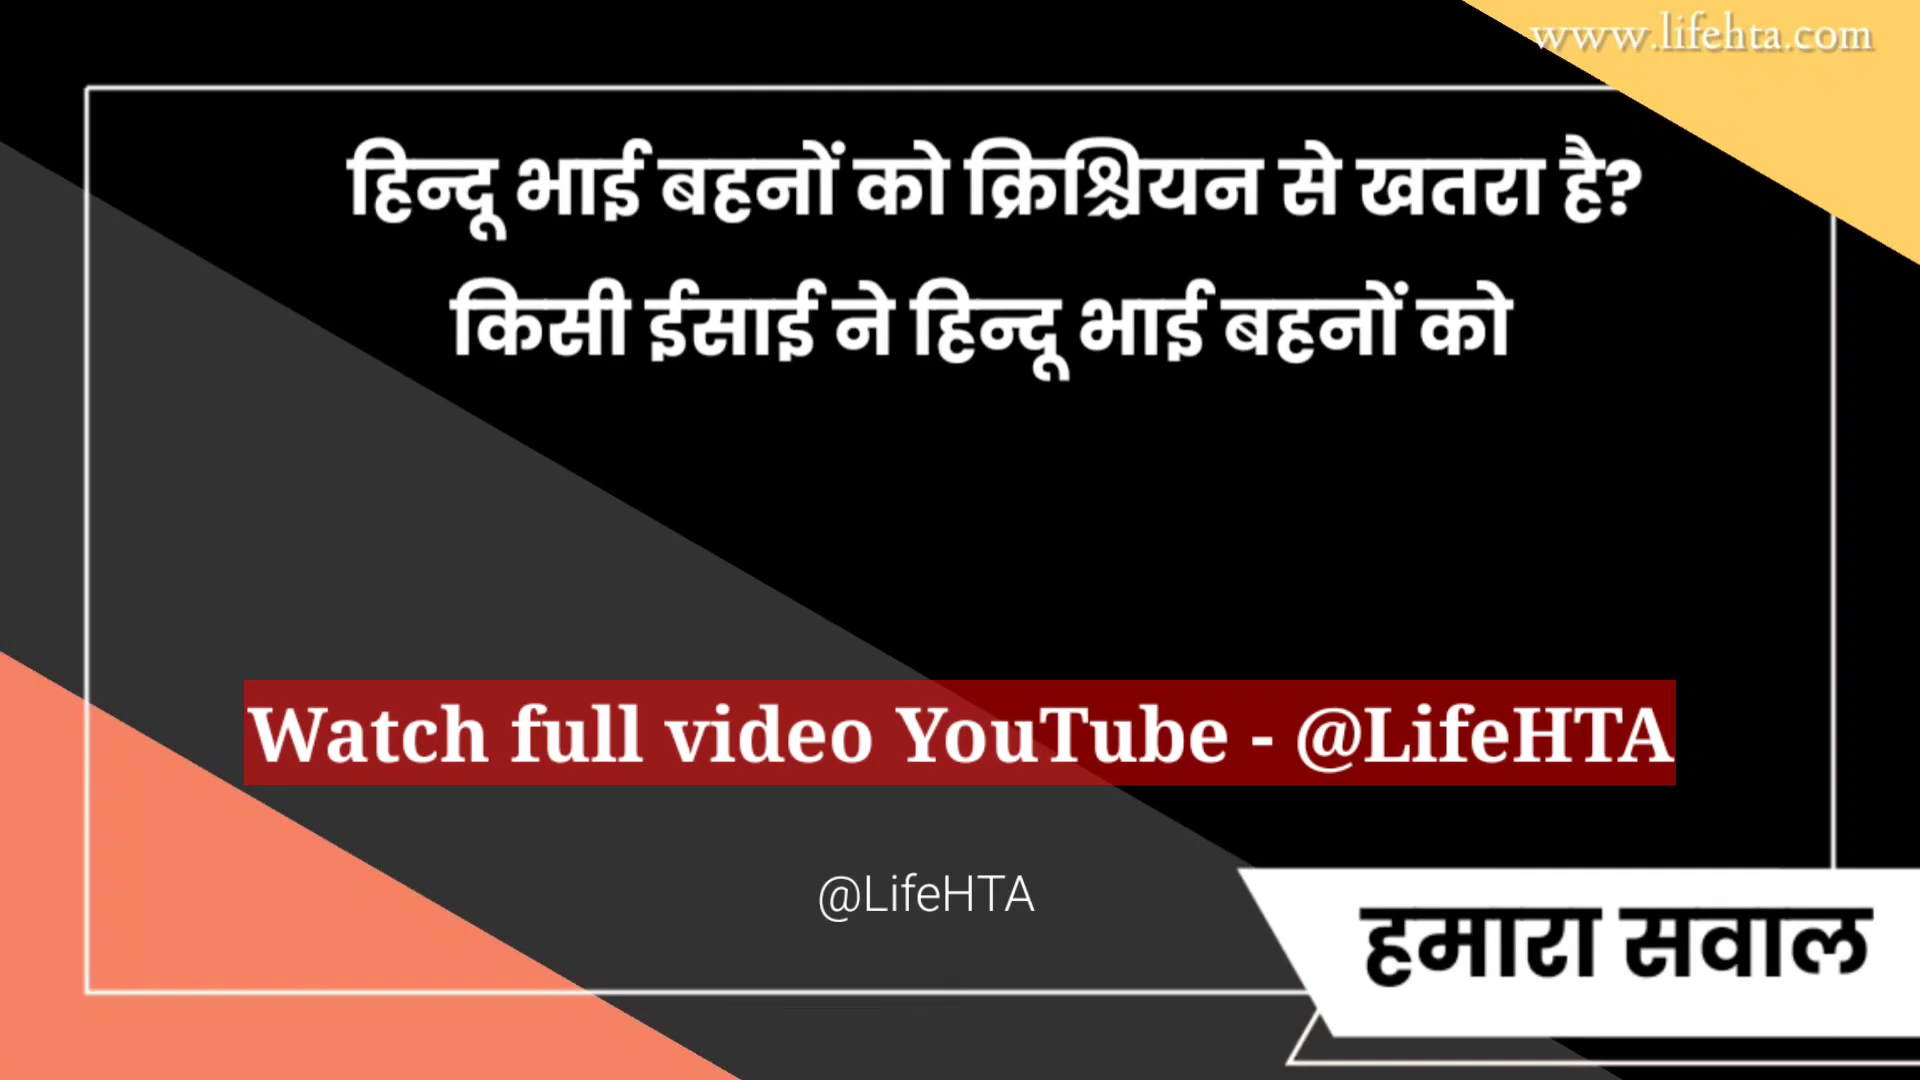 www.lifehta.com
हिन्दू भाई बहनों को क्रिश्चियन से खतरा है?
किसी ईसाई ने हिन्दू भाई बहनों को
Watch full video YouTube - @LifeHTA
@LifeHTA
हमारा सवाल